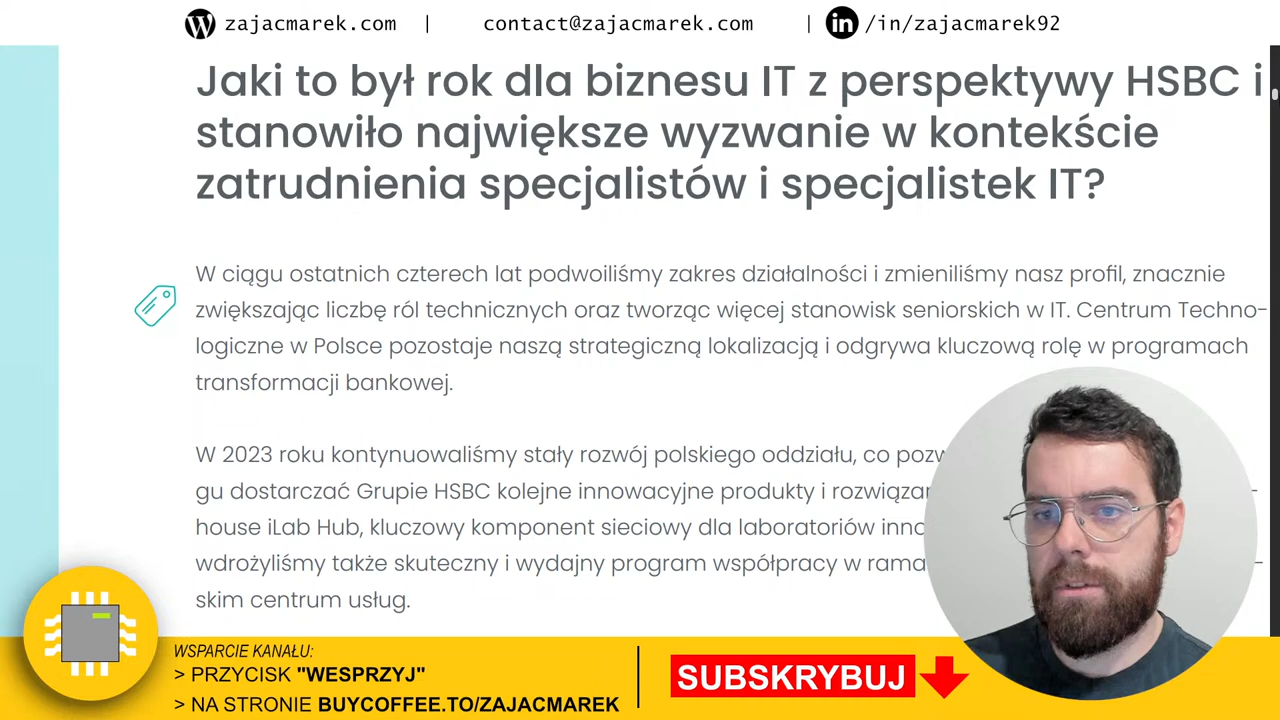 zajacmarek.com | contact@zajacmarek.com | /in/zajacmarek92
Jaki to był rok dla biznesu IT z perspektywy HSBC i
stanowiło największe wyzwanie w kontekście
zatrudnienia specjalistów i specjalistek IT?
W ciągu ostatnich czterech lat podwoiliśmy zakres działalności i zmieniliśmy nasz profil, znacznie
zwiększając liczbę ról technicznych oraz tworząc więcej stanowisk seniorskich w IT. Centrum Techno-
logiczne w Polsce pozostaje naszą strategiczną lokalizacją i odgrywa kluczową rolę w programach
transformacji bankowej.
W 2023 roku kontynuowaliśmy stały rozwój polskiego oddziału, co
gu dostarczać Grupie HSBC kolejne innowacyjne produkty i
house iLab Hub, kluczowy komponent sieciowy dla laboratoriów
wdrożyliśmy także skuteczny i wydajny program współpracy w
skim centrum usług.
WSPARCIE KANAŁU:
> PRZYCISK "WESPRZYJ"
> NA STRONIE BUYCOFFEE.TO/ZAJACMAREK
SUBSKRYBUJ